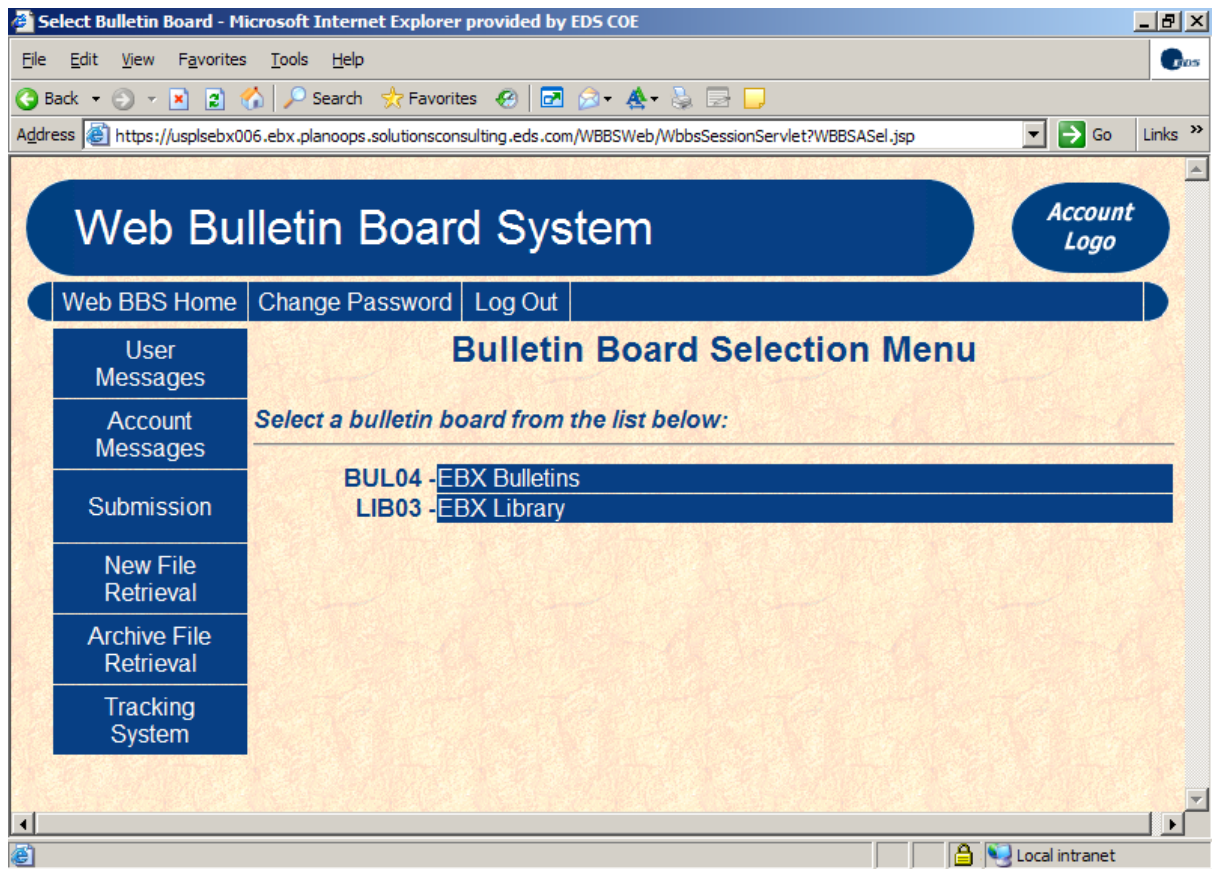 Select Bulletin Board - Microsoft Internet Explorer provided by EDS COE
File Edit View Favorites Tools Help
Back Search Favorites
Address https://usplsebx006.ebx.planoops.solutionsconsulting.eds.com/WBBSWeb/WbbsSessionServlet?WBBSASel.jsp Go Links »
Web Bulletin Board System
Account
Logo
Web BBS Home Change Password Log Out
User
Messages
Account
Messages
Submission
New File
Retrieval
Archive File
Retrieval
Tracking
System
Bulletin Board Selection Menu
Select a bulletin board from the list below:
BUL04 -EBX Bulletins
LIB03 -EBX Library
Local intranet